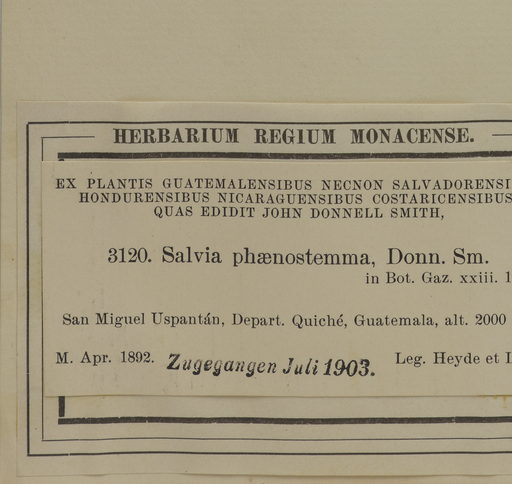 HERBARIUM REGIUM MONACENSE.
EX PLANTIS GUATEMALENSIBUS NECNON SALVADORENSI
HONDURENSIBUS NICARAGUENSIBUS COSTARICENSIBUS
QUAS EDIDIT JOHN DONNELL SMITH,
3120. Salvia phænostemma, Donn. Sm.
in Bot. Gaz. xxiii. 1
San Miguel Uspantán, Depart. Quiché, Guatemala, alt. 2000
M. Apr. 1892. Zugegangen Juli 1903. Leg. Heyde et